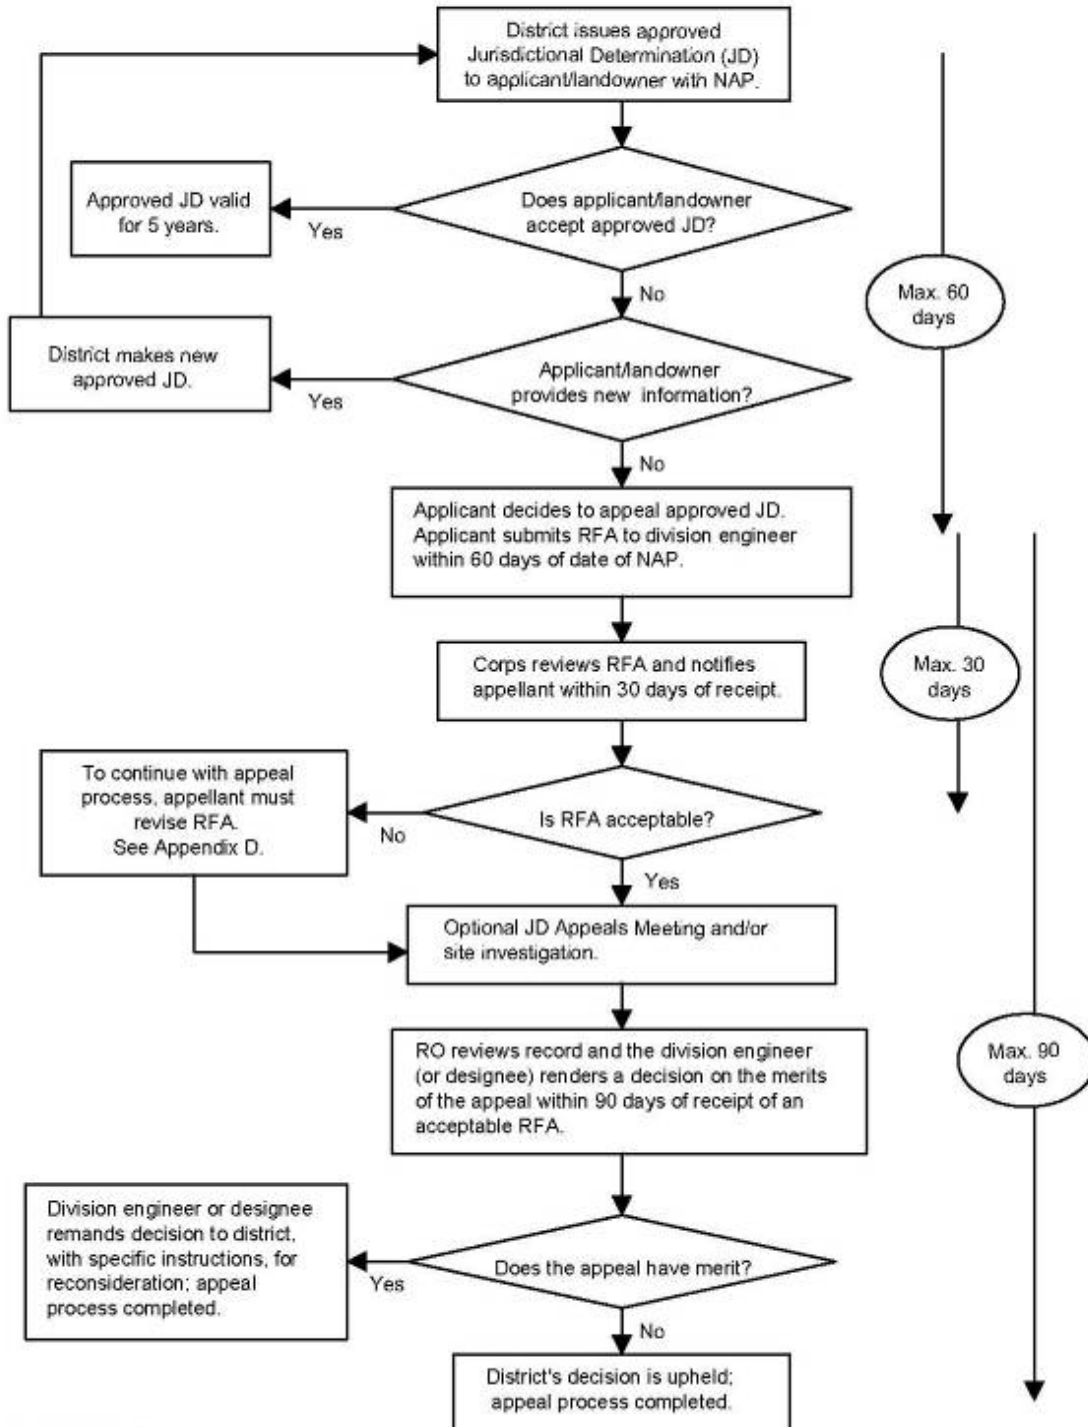 District issues approved
Jurisdictional Determination (JD)
to applicant/landowner with NAP.
Does applicant/landowner
accept approved JD?
Yes
Approved JD valid
for 5 years.
No
Max. 60
days
Applicant/landowner
provides new information?
Yes
District makes new
approved JD.
No
Applicant decides to appeal approved JD.
Applicant submits RFA to division engineer
within 60 days of date of NAP.
Corps reviews RFA and notifies
appellant within 30 days of receipt.
Max. 30
days
Is RFA acceptable?
No
To continue with appeal
process, appellant must
revise RFA.
See Appendix D.
Yes
Optional JD Appeals Meeting and/or
site investigation.
RO reviews record and the division engineer
(or designee) renders a decision on the merits
of the appeal within 90 days of receipt of an
acceptable RFA.
Max. 90
days
Does the appeal have merit?
Yes
Division engineer or designee
remands decision to district,
with specific instructions, for
reconsideration; appeal
process completed.
No
District's decision is upheld;
appeal process completed.